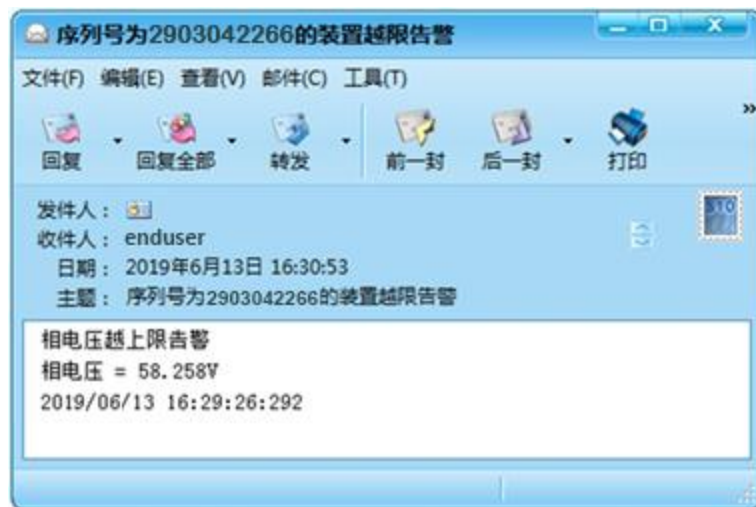 序列号为2903042266的装置越限告警
文件(F) 编辑(E) 查看(V) 邮件(C) 工具(T)
»
回复 回复全部 转发 前一封 后一封 打印
发件人：
收件人： enduser
日期： 2019年6月13日 16:30:53
主题： 序列号为2903042266的装置越限告警
相电压越上限告警
相电压 = 58.258V
2019/06/13 16:29:26:292